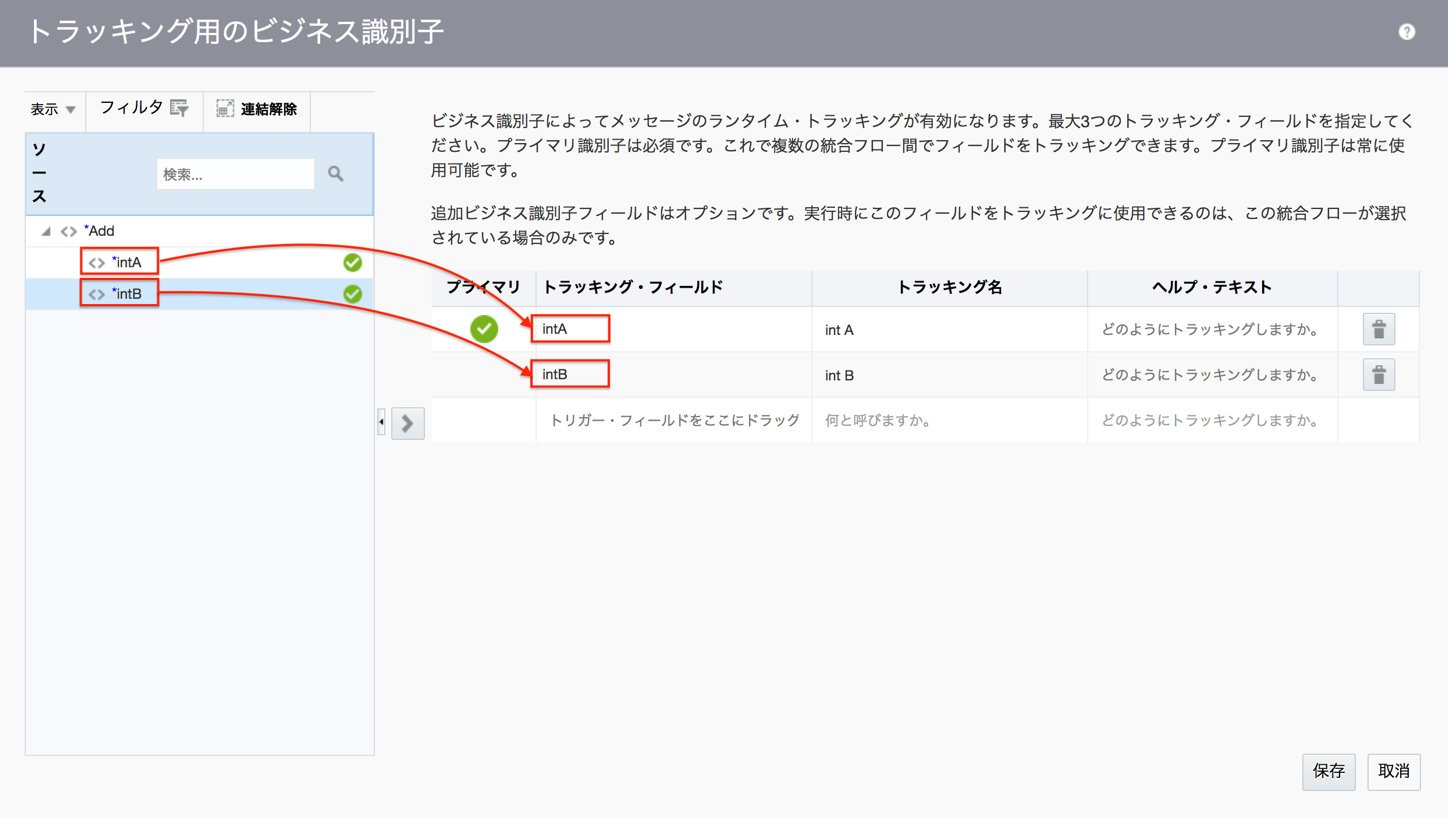 トラッキング用のビジネス識別子
?
表示 フィルタ 連結解除
ソース
検索...
*Add
*intA
*intB
ビジネス識別子によってメッセージのランタイム・トラッキングが有効になります。最大3つのトラッキング・フィールドを指定してく
ださい。プライマリ識別子は必須です。これで複数の統合フロー間でフィールドをトラッキングできます。プライマリ識別子は常に使
用可能です。
追加ビジネス識別子フィールドはオプションです。実行時にこのフィールドをトラッキングに使用できるのは、この統合フローが選択
されている場合のみです。
プライマリ トラッキング・フィールド トラッキング名 ヘルプ・テキスト
intA int A どのようにトラッキングしますか。
intB int B どのようにトラッキングしますか。
トリガー・フィールドをここにドラッグ 何と呼びますか。 どのようにトラッキングしますか。
保存 取消